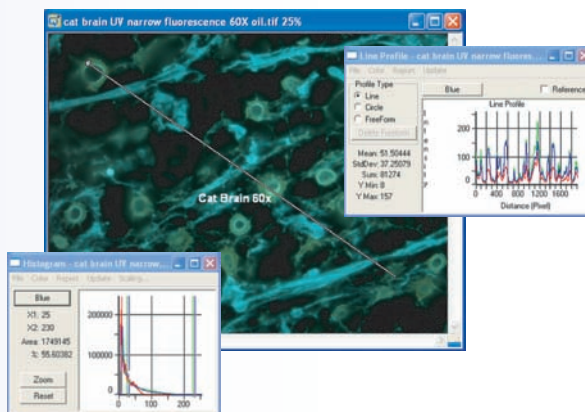 cat brain UV narrow fluorescence 60X oil.tif 25%
Cat Brain 60x
Line Profile - cat brain UV narrow fluores...
File Color Report Update
Profile Type
Line
Circle
FreeForm
Delete Freeform
Blue
Reference
Line Profile
Intensity
200
100
0
0 400 800 1200 1600 2000
Distance (Pixel)
Mean: 51.50444
StdDev: 37.25079
Sum: 81274
Y Min: 8
Y Max: 157
Histogram - cat brain UV narrow...
File Color Report Update Scaling...
Blue
X1: 25
X2: 230
Area: 1749145
%: 55.60382
Zoom
Reset
200000
100000
0
0 100 200